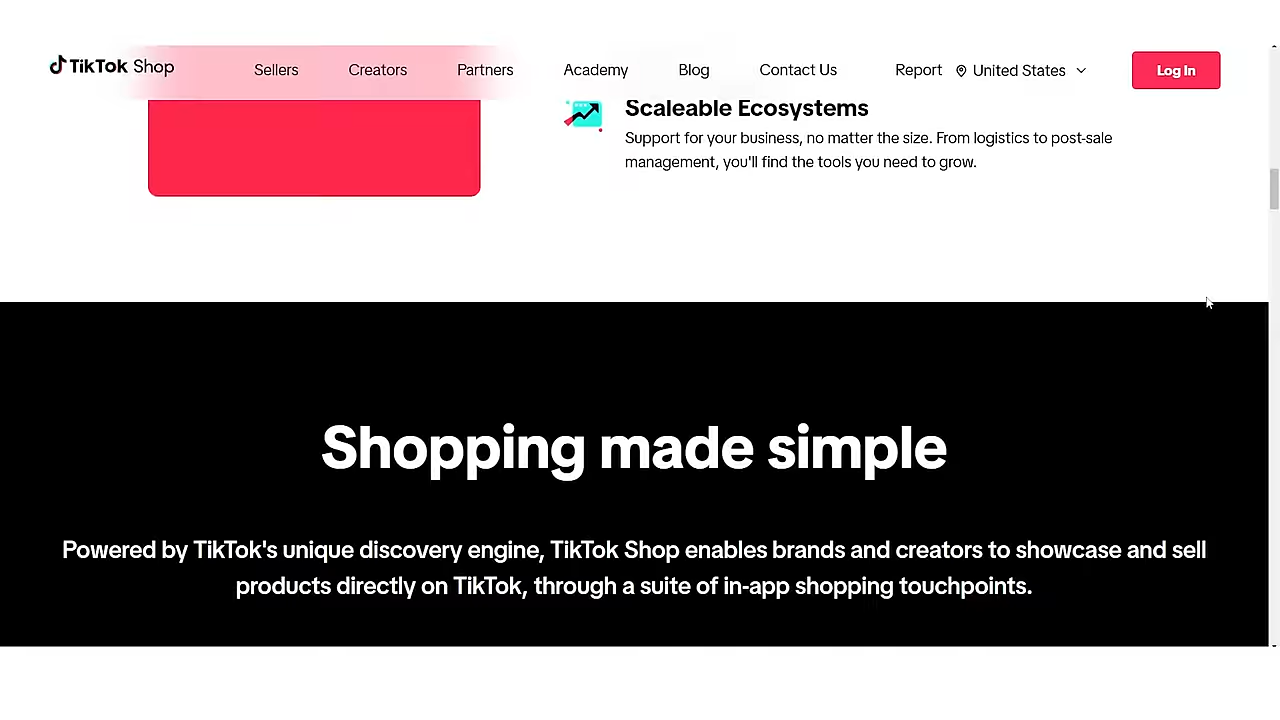 TikTok Shop Sellers Creators Partners Academy Blog Contact Us Report United States Log In
Scaleable Ecosystems
Support for your business, no matter the size. From logistics to post-sale
management, you'll find the tools you need to grow.
Shopping made simple
Powered by TikTok's unique discovery engine, TikTok Shop enables brands and creators to showcase and sell
products directly on TikTok, through a suite of in-app shopping touchpoints.